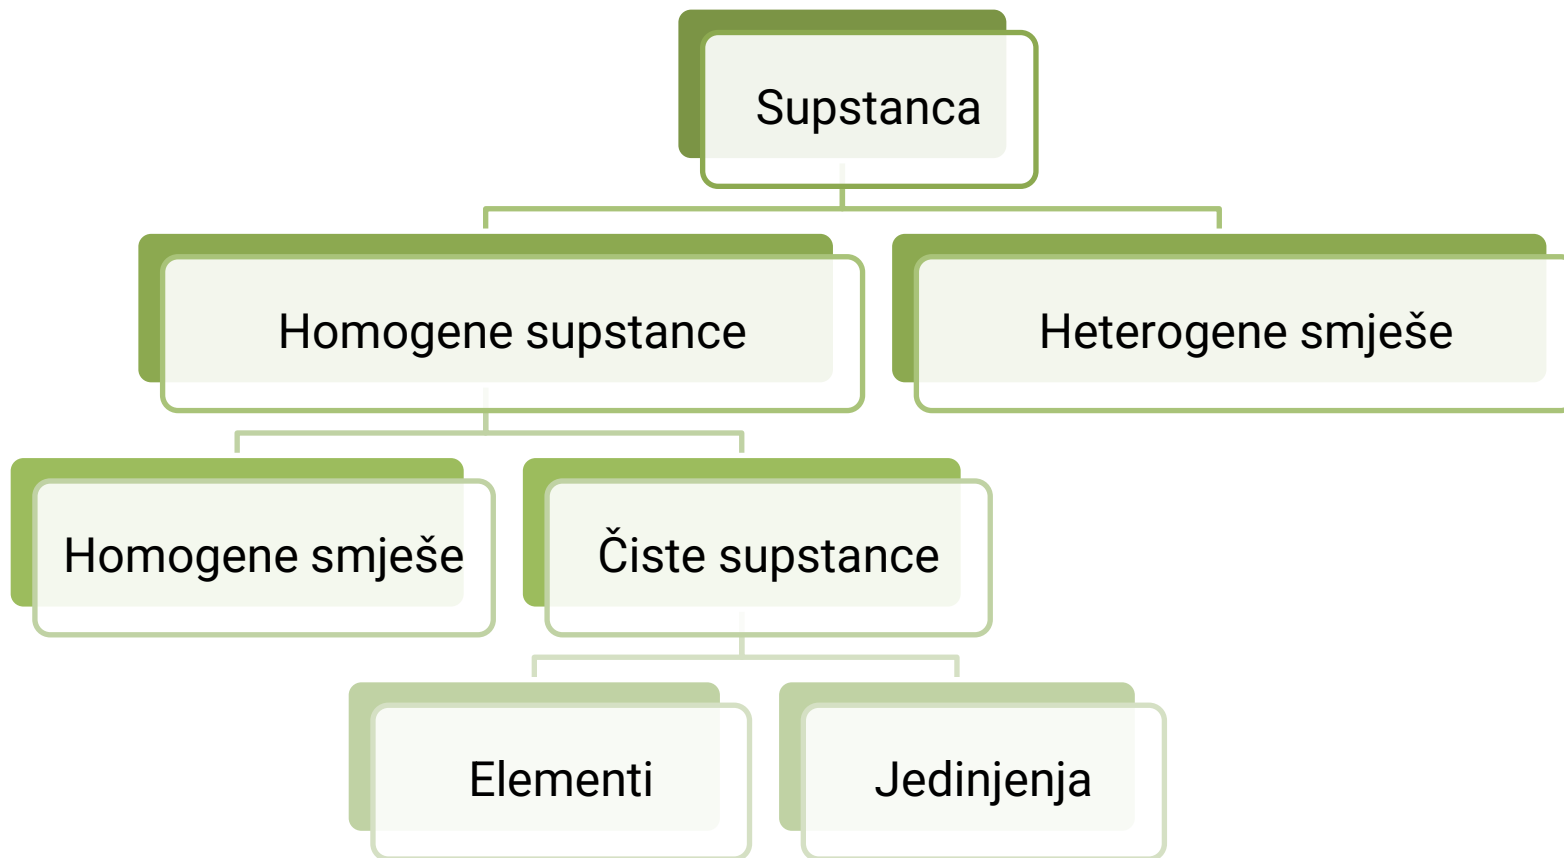 Supstanca
Homogene supstance
Heterogene smješe
Homogene smješe
Čiste supstance
Elementi
Jedinjenja